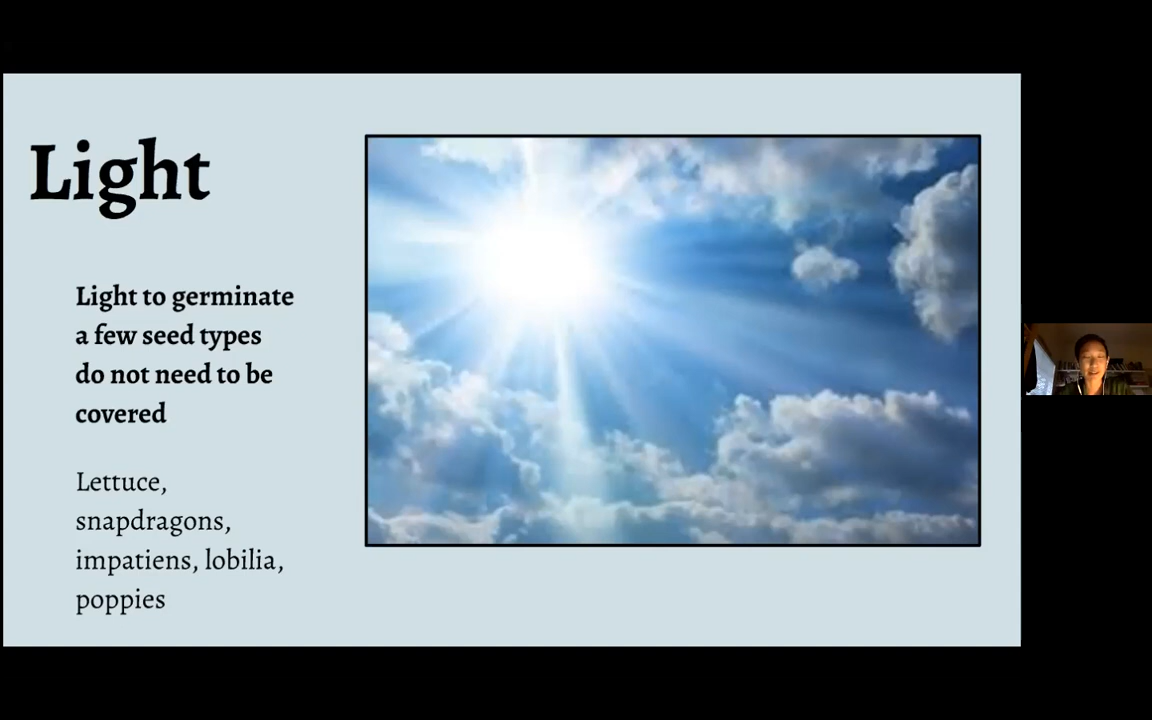 Light
Light to germinate
a few seed types
do not need to be
covered
Lettuce,
snapdragons,
impatiens, lobilia,
poppies